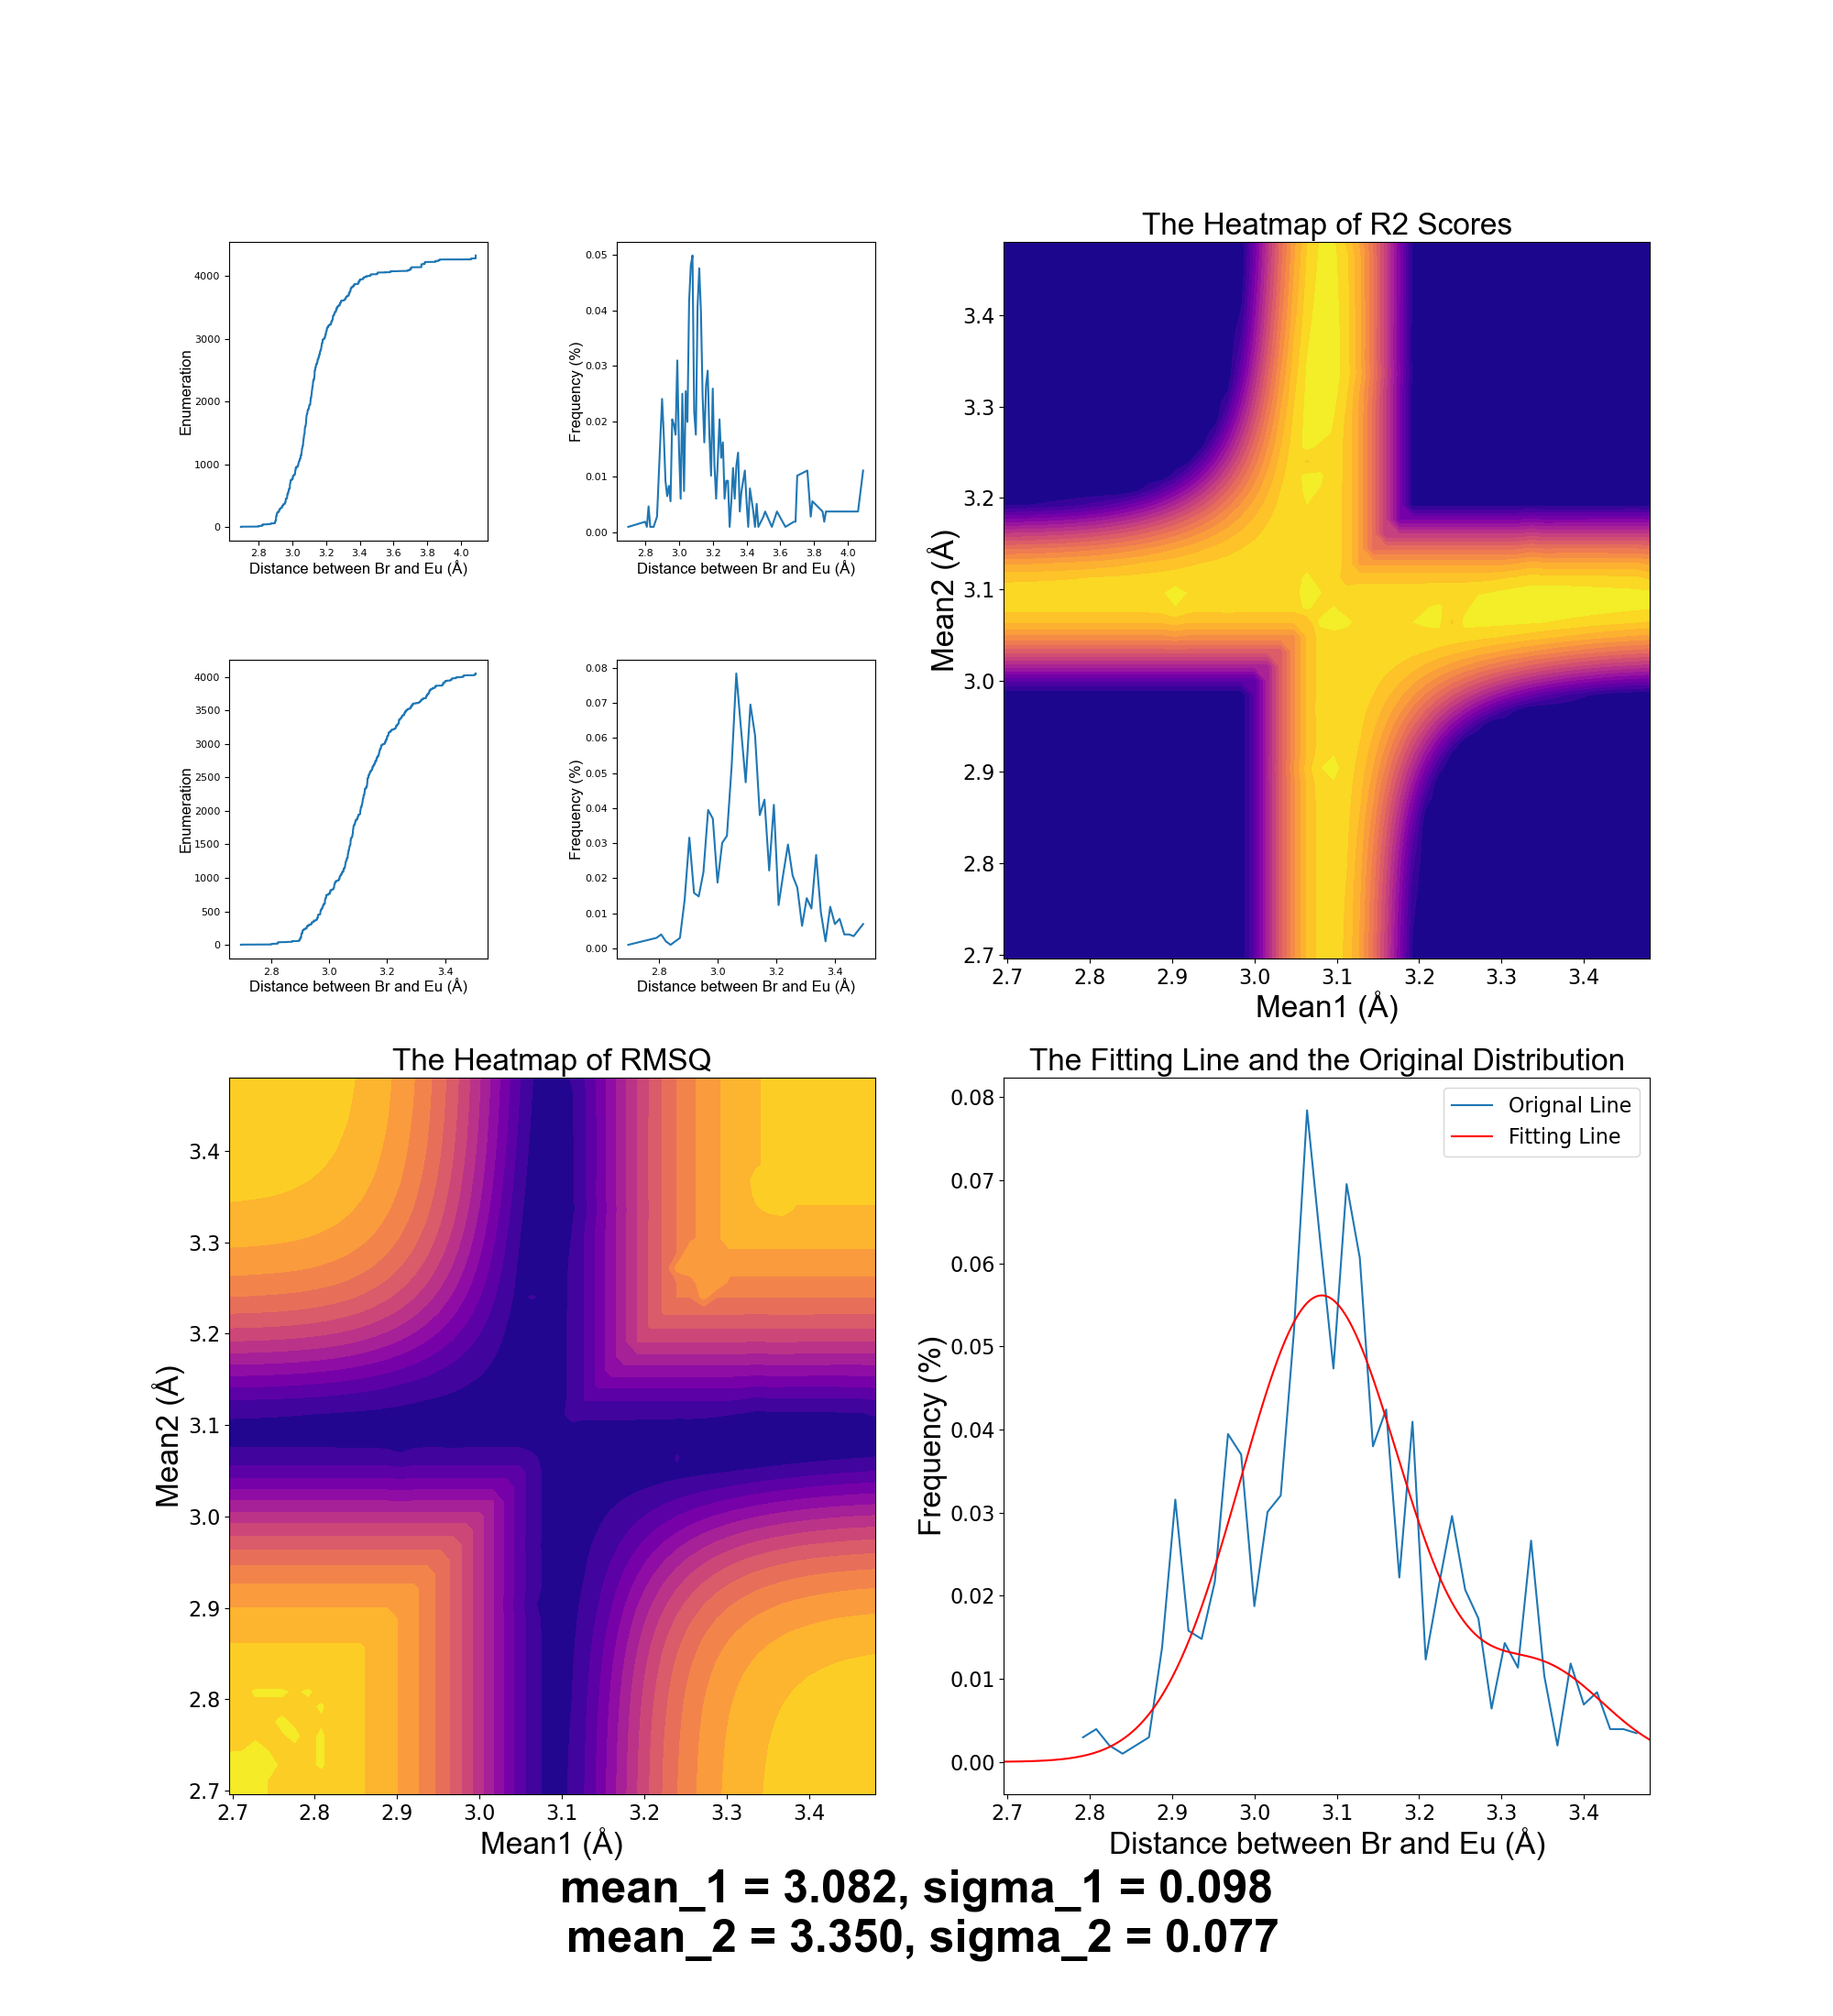 The Heatmap of R2 Scores
Enumeration
4000
3000
2000
1000
0
2.8 3.0 3.2 3.4 3.6 3.8 4.0
Distance between Br and Eu (Å)
Frequency (%)
0.05
0.04
0.03
0.02
0.01
0.00
2.8 3.0 3.2 3.4 3.6 3.8 4.0
Distance between Br and Eu (Å)
Enumeration
4000
3500
3000
2500
2000
1500
1000
500
0
2.8 3.0 3.2 3.4
Distance between Br and Eu (Å)
Frequency (%)
0.08
0.07
0.06
0.05
0.04
0.03
0.02
0.01
0.00
2.8 3.0 3.2 3.4
Distance between Br and Eu (Å)
Mean2 (Å)
3.4
3.3
3.2
3.1
3.0
2.9
2.8
2.7
2.7 2.8 2.9 3.0 3.1 3.2 3.3 3.4
Mean1 (Å)
The Heatmap of RMSQ
Mean2 (Å)
3.4
3.3
3.2
3.1
3.0
2.9
2.8
2.7
2.7 2.8 2.9 3.0 3.1 3.2 3.3 3.4
Mean1 (Å)
The Fitting Line and the Original Distribution
Orignal Line
Fitting Line
Frequency (%)
0.08
0.07
0.06
0.05
0.04
0.03
0.02
0.01
0.00
2.7 2.8 2.9 3.0 3.1 3.2 3.3 3.4
Distance between Br and Eu (Å)
mean_1 = 3.082, sigma_1 = 0.098
mean_2 = 3.350, sigma_2 = 0.077